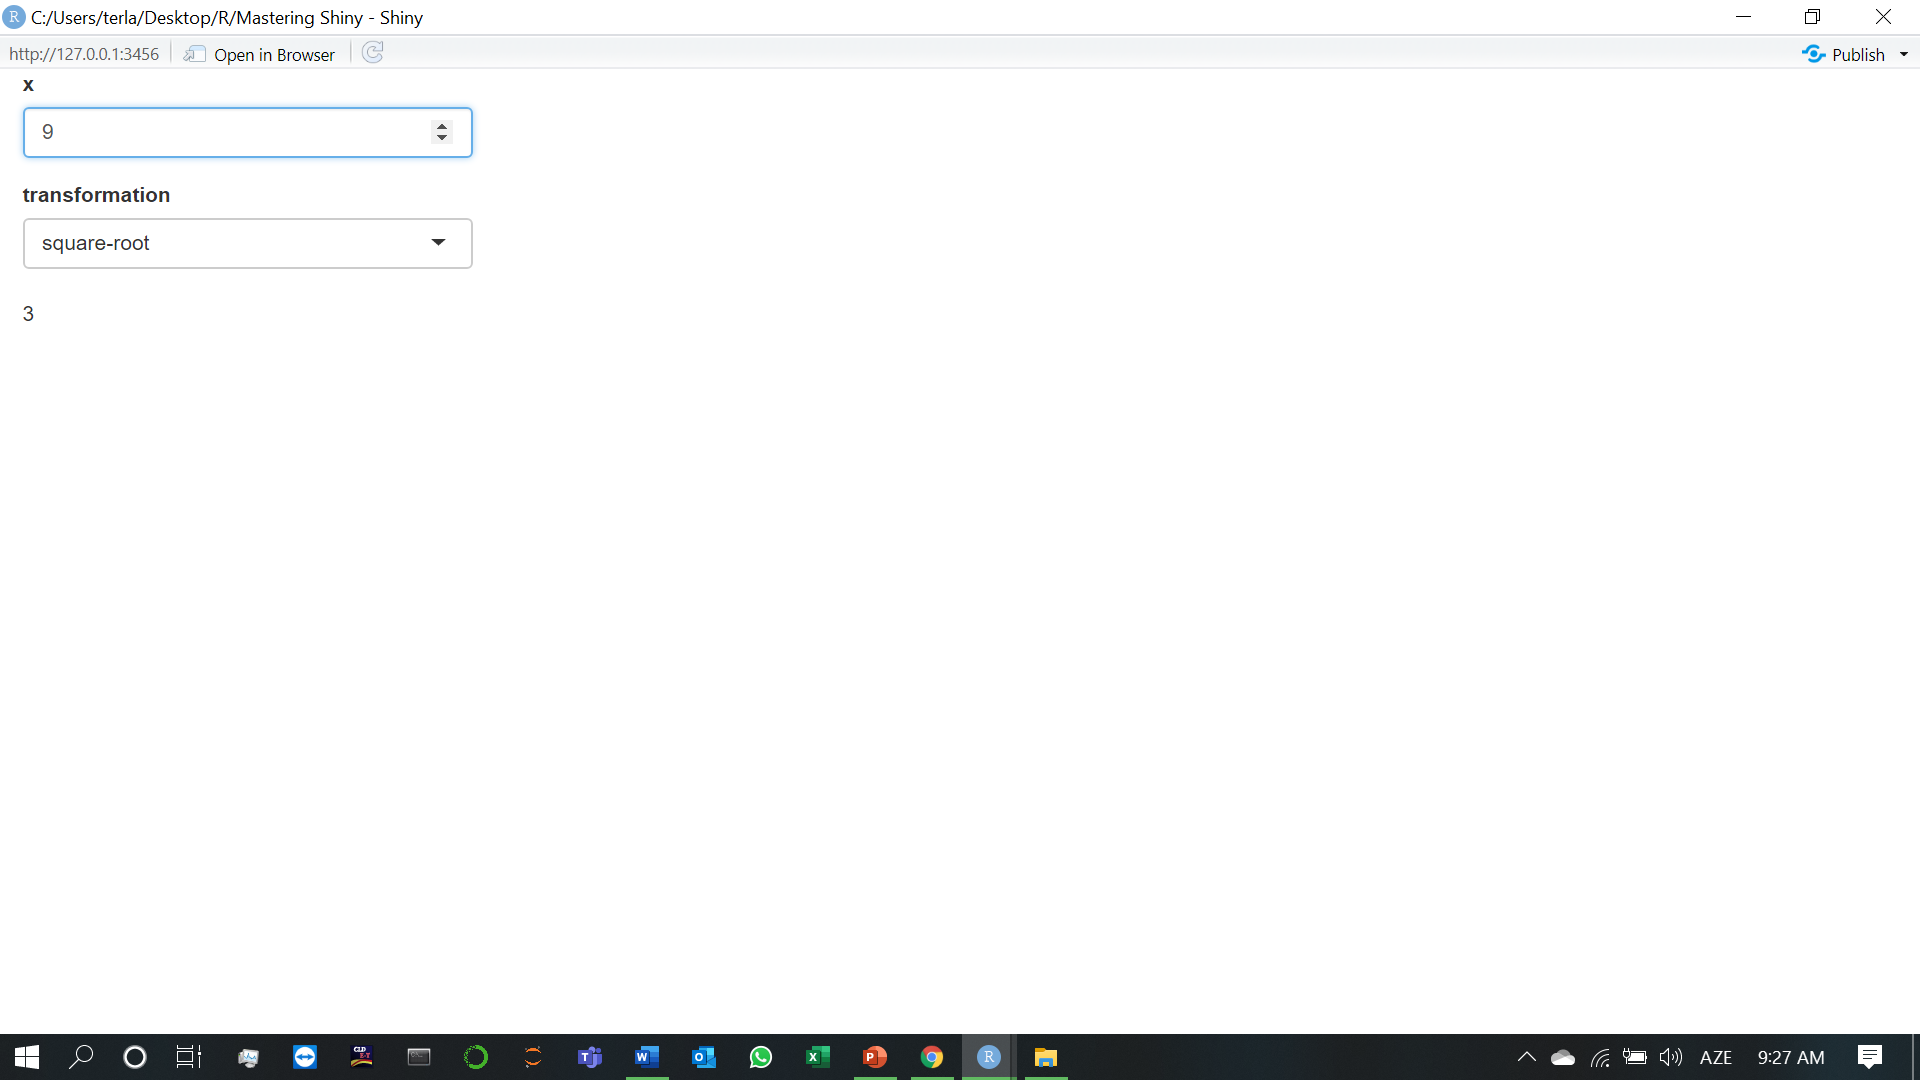 C:/Users/terla/Desktop/R/Mastering Shiny - Shiny
http://127.0.0.1:3456 Open in Browser Publish
x
9
transformation
square-root
3
AZE 9:27 AM